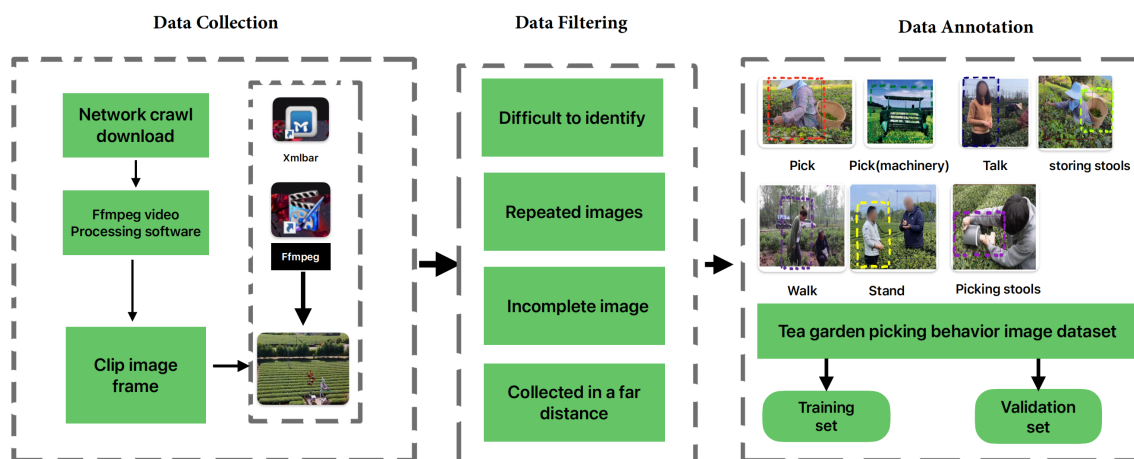 Data Collection
Data Filtering
Data Annotation
Network crawl
download
Ffmpeg video
Processing software
Clip image
frame
M
Xmlbar
Ffmpeg
Difficult to identify
Repeated images
Incomplete image
Collected in a far
distance
Pick
Pick(machinery)
Talk
storing stools
Walk
Stand
Picking stools
Tea garden picking behavior image dataset
Training
set
Validation
set